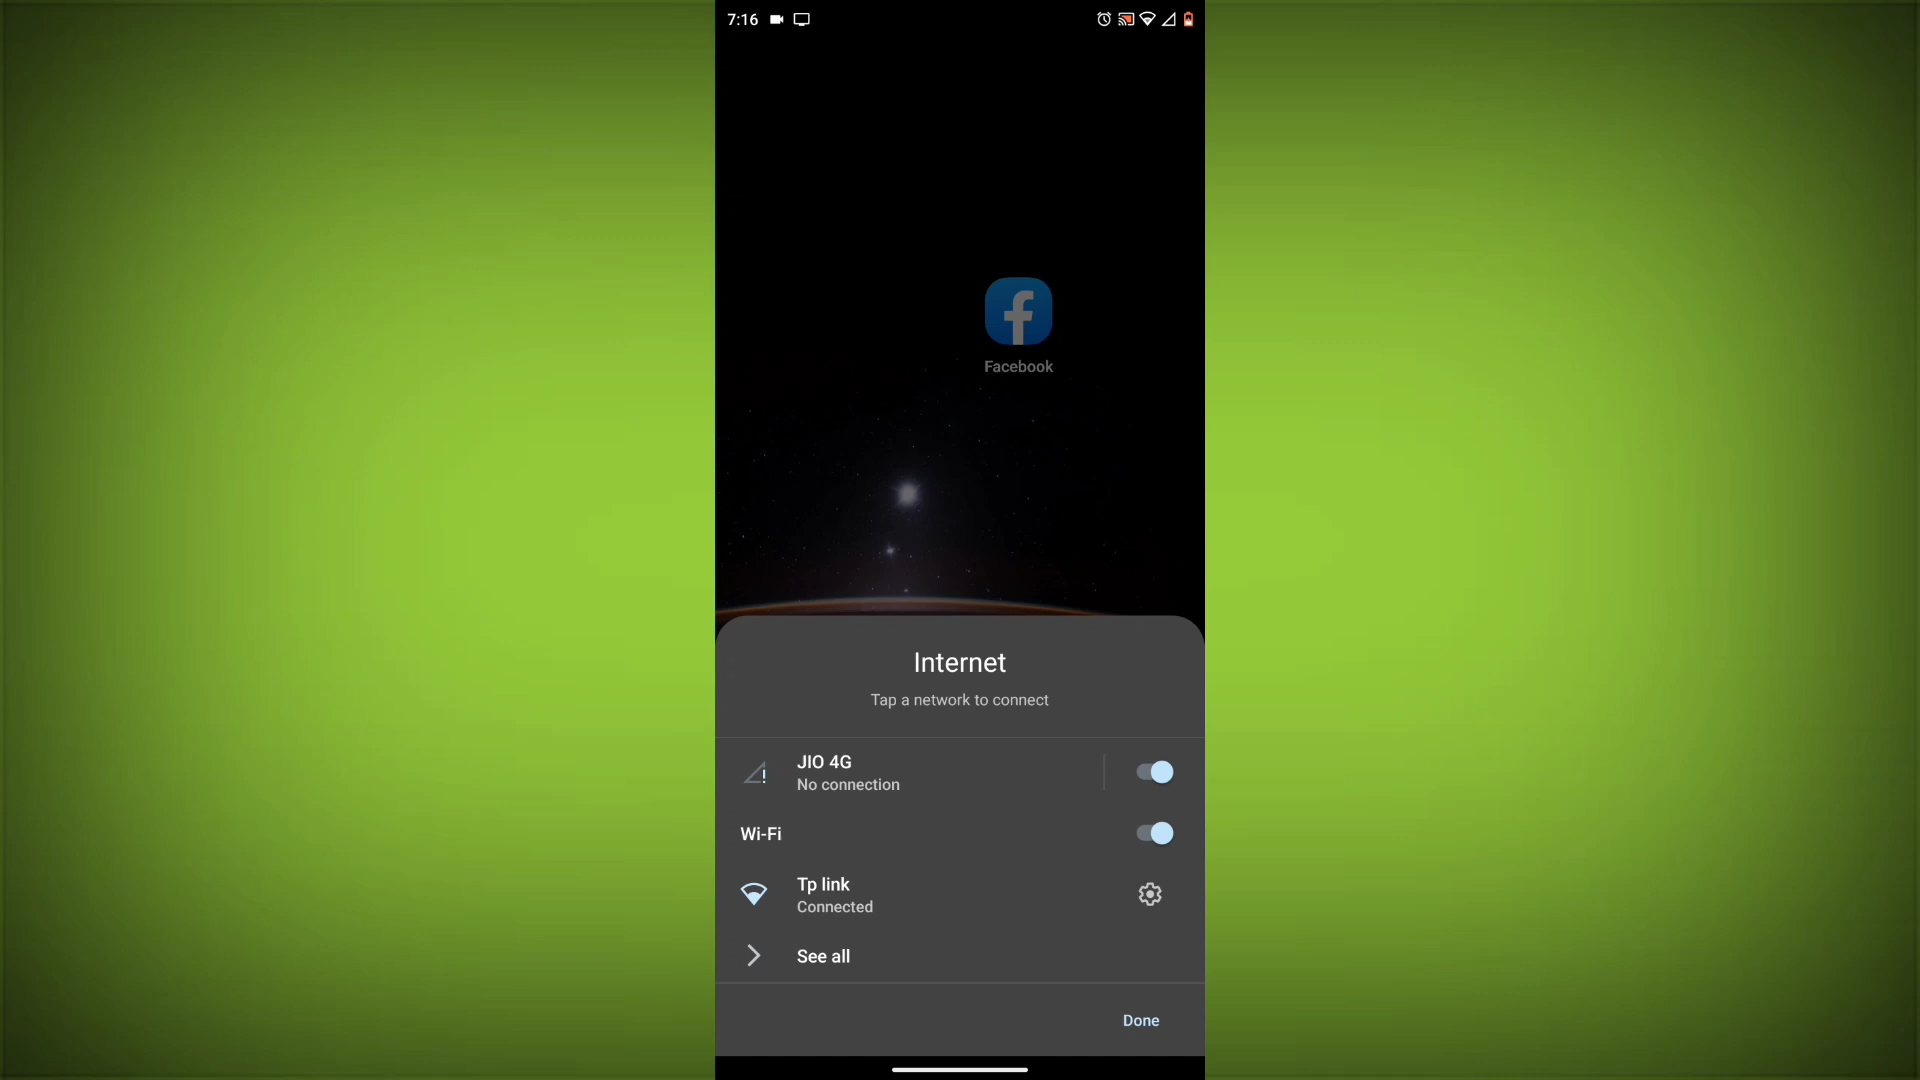 7:16
Facebook
Internet
Tap a network to connect
JIO 4G
No connection
Wi-Fi
Tp link
Connected
See all
Done